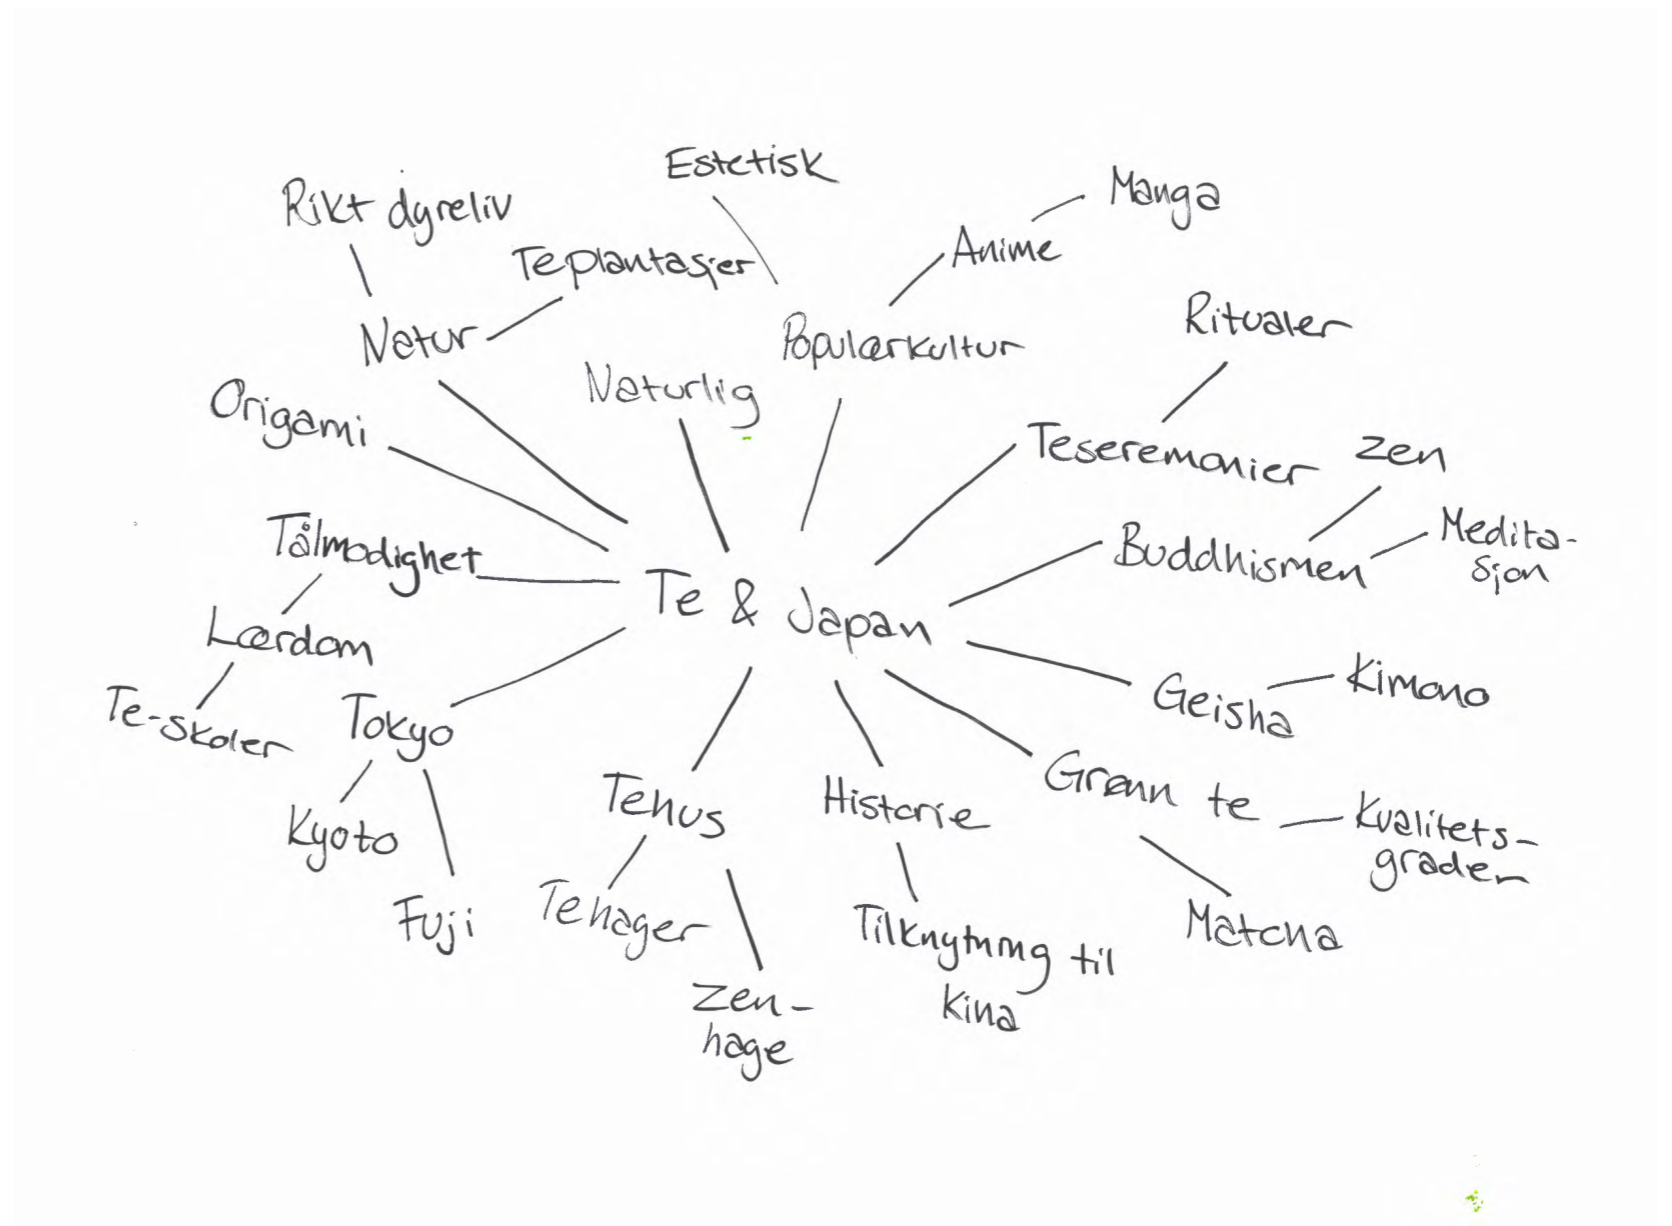 Estetisk
Manga
Rikt dyreliv
Anime
Teplantasjer
Ritualer
Natur
Populærkultur
Naturlig
Origami
Teseremonier
Zen
Tålmodighet
Buddhismen
Medita-
sjon
Te & Japan
Lærdom
Geisha
Kimono
Te-skoler
Tokyo
Tehus
Historie
Grønn te
Kvalitets-
grader
Kyoto
Fuji
Tehager
Tilknytning til
Kina
Matcha
Zen-
hage